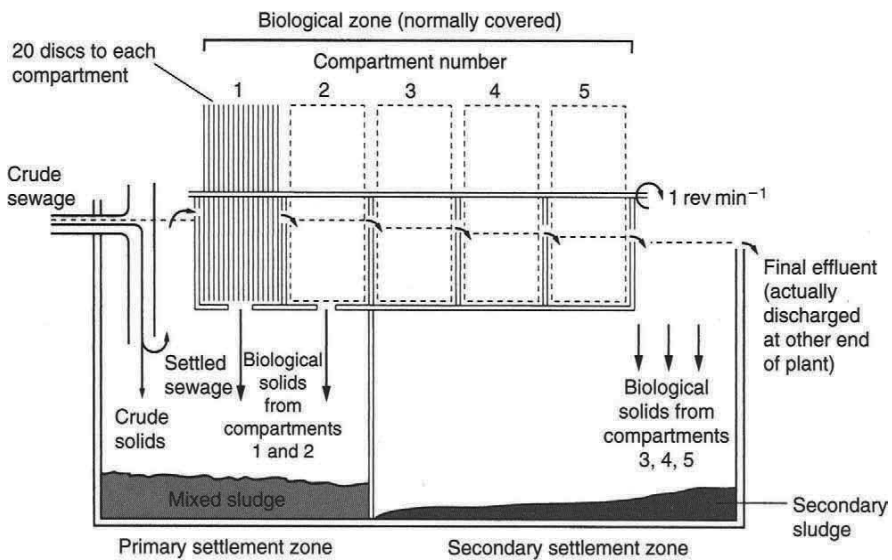 Biological zone (normally covered)
20 discs to each
compartment
Compartment number
1
2
3
4
5
Crude
sewage
1 rev min⁻¹
Final effluent
(actually
discharged
at other end
of plant)
Settled
sewage
Biological
solids
from
compartments
1 and 2
Crude
solids
Biological
solids from
compartments
3, 4, 5
Mixed sludge
Secondary
sludge
Primary settlement zone
Secondary settlement zone